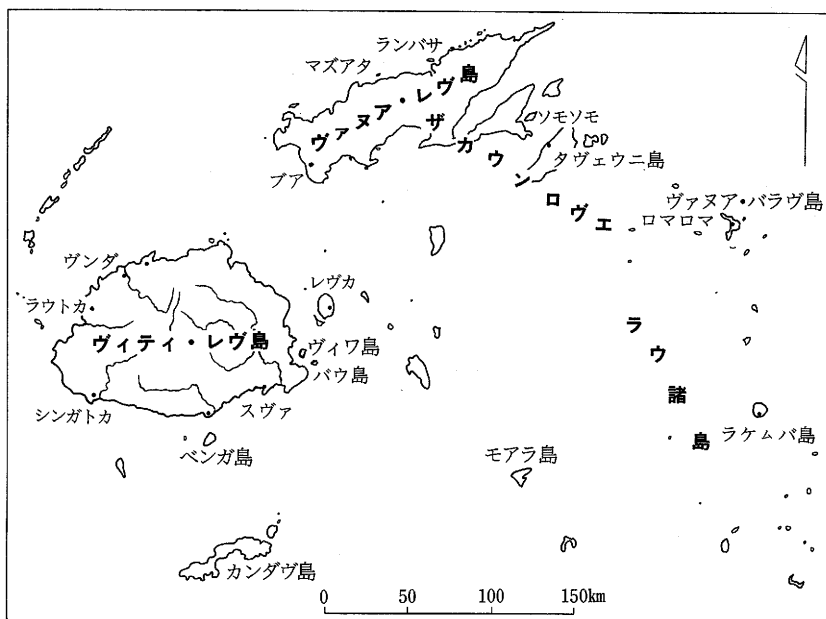 ランバサ
マズアタ
ヴァヌア・レヴ島
ソモソモ
ザカウンロヴェ
タヴェウニ島
ブア
ヴァヌア・バラヴ島
ロマロマ
ヴンダ
レヴカ
ラウトカ
ヴィティ・レヴ島
ヴィワ島
バウ島
ラウ諸島
シンガトカ
スヴァ
ラケムバ島
ベンガ島
モアラ島
カンダヴ島
0 50 100 150km